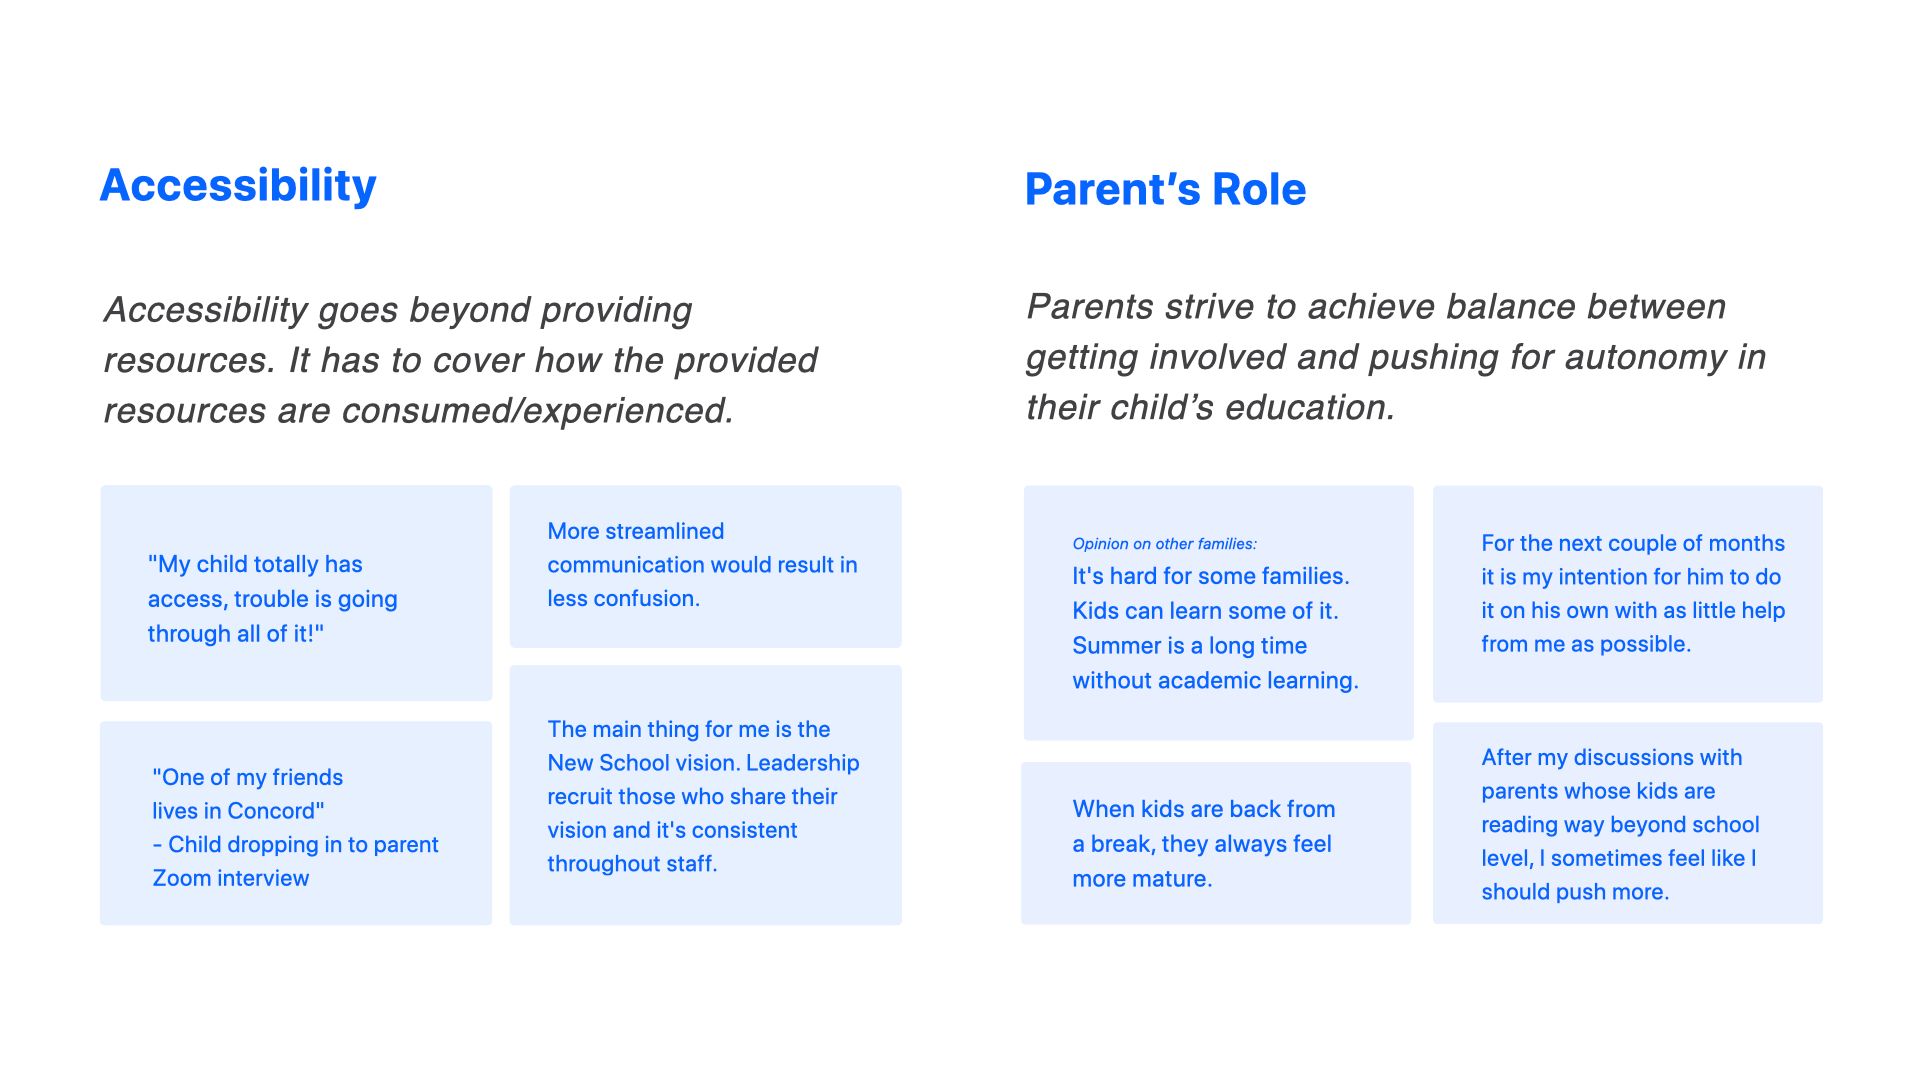 Accessibility
Accessibility goes beyond providing
resources. It has to cover how the provided
resources are consumed/experienced.
"My child totally has
access, trouble is going
through all of it!"
More streamlined
communication would result in
less confusion.
"One of my friends
lives in Concord"
- Child dropping in to parent
Zoom interview
The main thing for me is the
New School vision. Leadership
recruit those who share their
vision and it's consistent
throughout staff.
Parent’s Role
Parents strive to achieve balance between
getting involved and pushing for autonomy in
their child’s education.
Opinion on other families:
It's hard for some families.
Kids can learn some of it.
Summer is a long time
without academic learning.
For the next couple of months
it is my intention for him to do
it on his own with as little help
from me as possible.
When kids are back from
a break, they always feel
more mature.
After my discussions with
parents whose kids are
reading way beyond school
level, I sometimes feel like I
should push more.